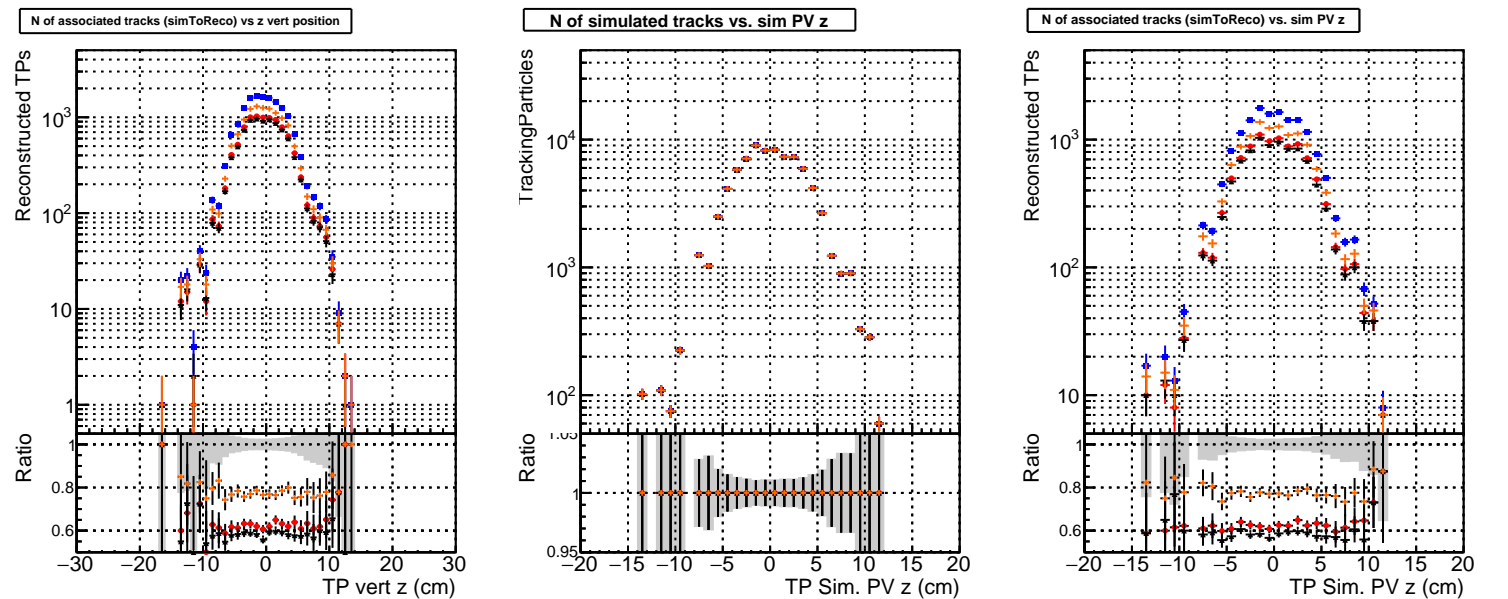 N of associated tracks (simToReco) vs z vert position
Reconstructed TPs
10³
10²
10
1
Ratio
1
0.8
0.6
−30 −20 −10 0 10 20 30
TP vert z (cm)
N of simulated tracks vs. sim PV z
TrackingParticles
10⁴
10³
10²
Ratio
1.05
1
0.95
−20 −15 −10 −5 0 5 10 15 20
TP Sim. PV z (cm)
N of associated tracks (simToReco) vs. sim PV z
Reconstructed TPs
10³
10²
10
Ratio
1
0.8
0.6
−20 −15 −10 −5 0 5 10 15 20
TP Sim. PV z (cm)